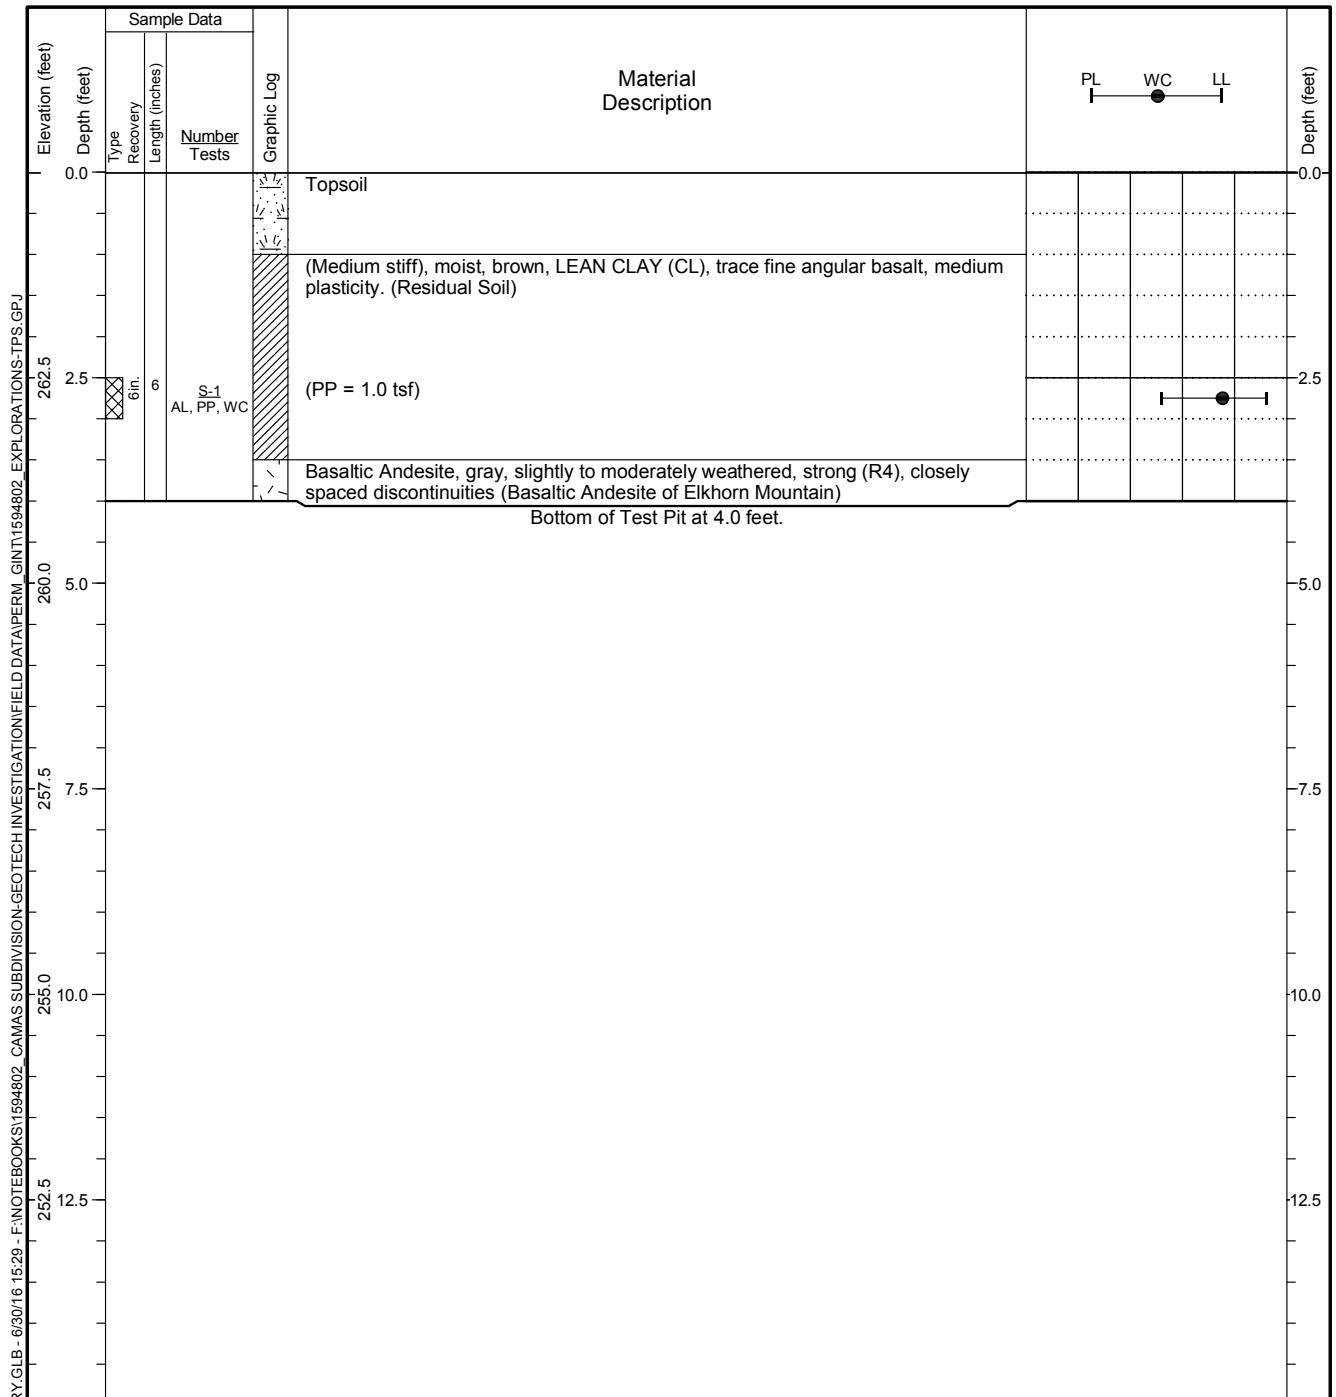 Sample Data
Elevation (feet)
Depth (feet)
Type
Recovery
Length (inches)
Number
Tests
Graphic Log
Material
Description
PL WC LL
Depth (feet)
0.0 0.0
Topsoil
(Medium stiff), moist, brown, LEAN CLAY (CL), trace fine angular basalt, medium
plasticity. (Residual Soil)
262.5 2.5 6in. 6 S-1 (PP = 1.0 tsf) 2.5
AL, PP, WC
Basaltic Andesite, gray, slightly to moderately weathered, strong (R4), closely
spaced discontinuities (Basaltic Andesite of Elkhorn Mountain)
Bottom of Test Pit at 4.0 feet.
260.0 5.0 5.0
257.5 7.5 7.5
255.0 10.0 10.0
252.5 12.5 12.5
RY.GLB - 6/30/16 15:29 - F:\NOTEBOOKS\1594802_CAMAS SUBDIVISION-GEOTECH INVESTIGATION\FIELD DATA\PERM_GINT\1594802_EXPLORATIONS-TPS.GPJ